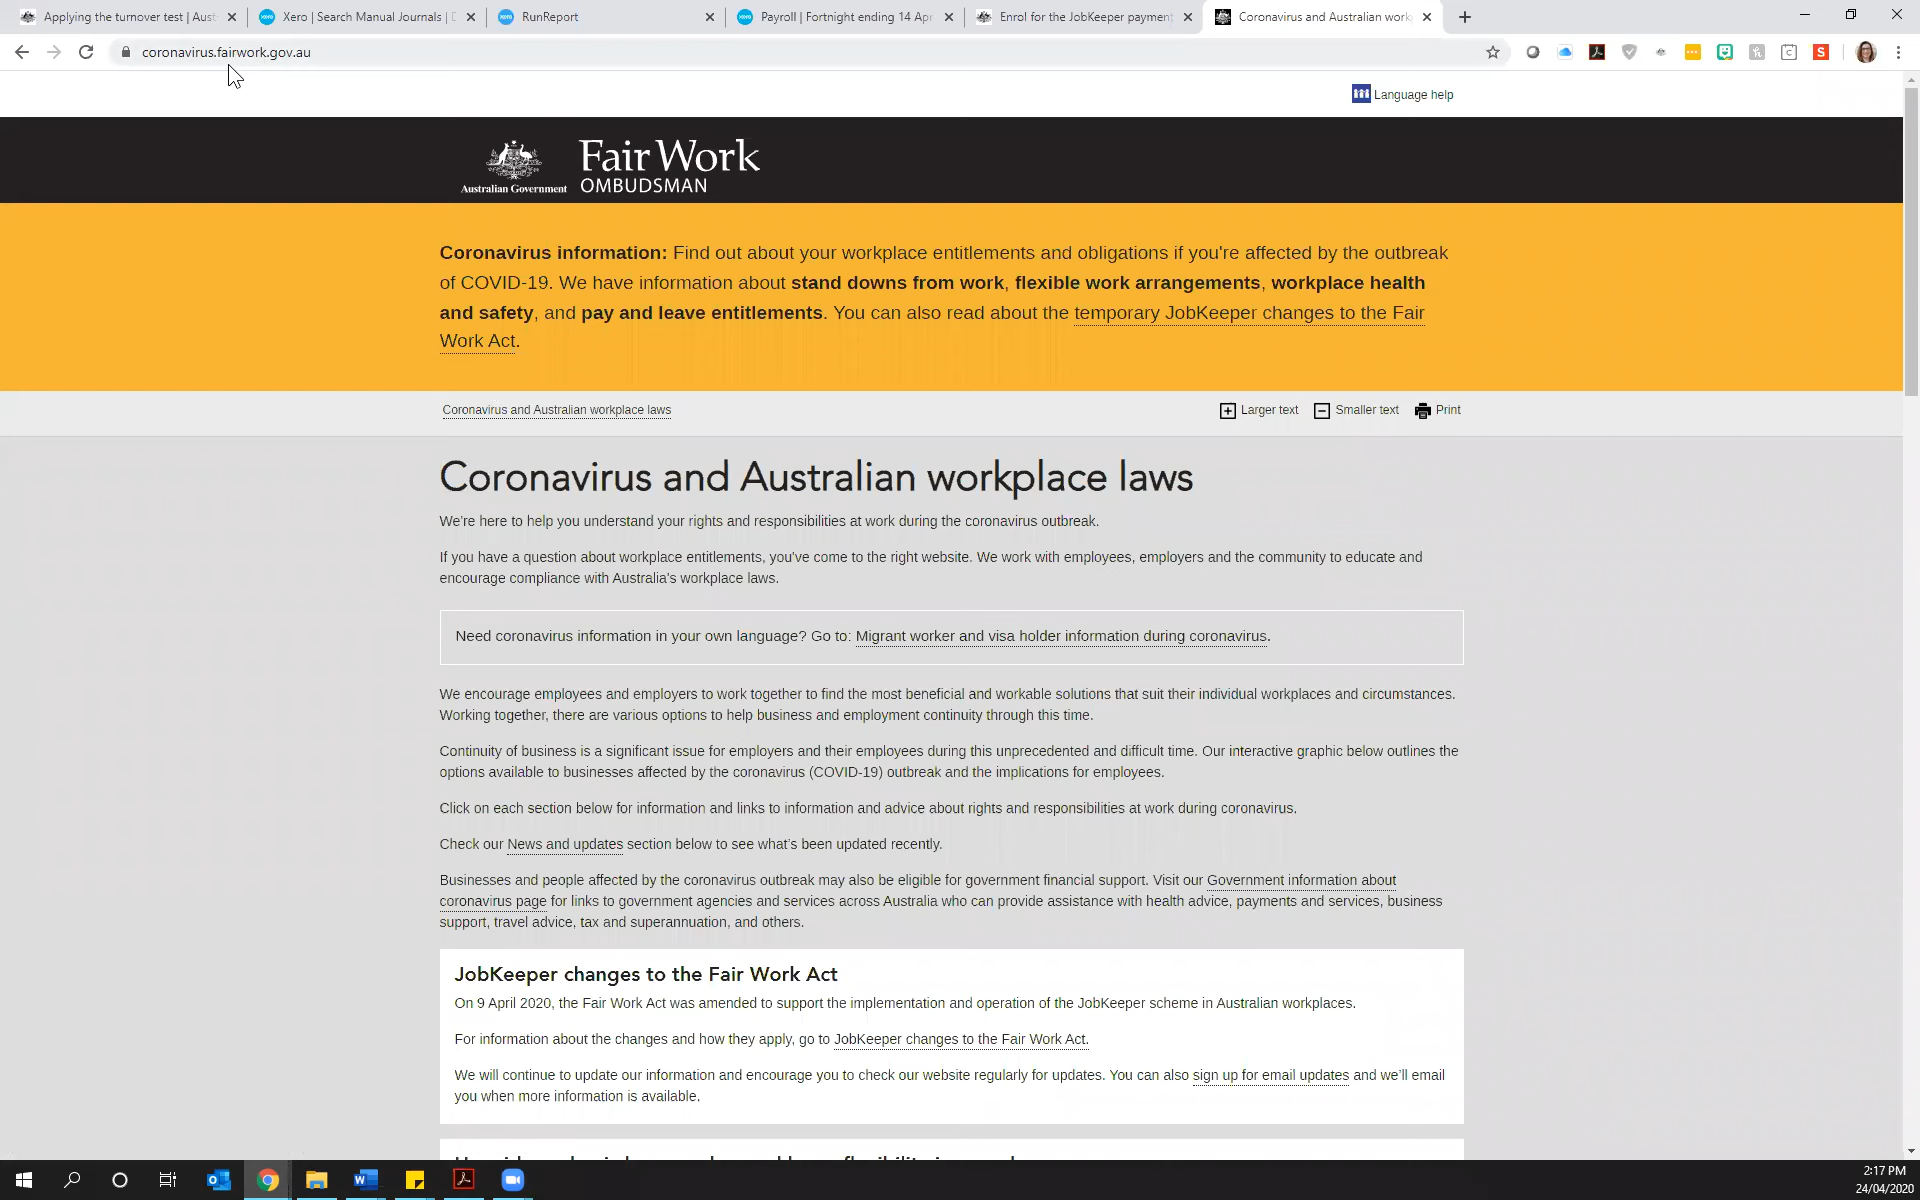 Applying the turnover test | Aust
Xero | Search Manual Journals |
RunReport
Payroll | Fortnight ending 14 Apr
Enrol for the JobKeeper payment
Coronavirus and Australian work
coronavirus.fairwork.gov.au
Language help
Australian Government
Fair Work
OMBUDSMAN
Coronavirus information: Find out about your workplace entitlements and obligations if you're affected by the outbreak
of COVID-19. We have information about stand downs from work, flexible work arrangements, workplace health
and safety, and pay and leave entitlements. You can also read about the temporary JobKeeper changes to the Fair
Work Act.
Coronavirus and Australian workplace laws
Larger text Smaller text Print
Coronavirus and Australian workplace laws
We're here to help you understand your rights and responsibilities at work during the coronavirus outbreak.
If you have a question about workplace entitlements, you've come to the right website. We work with employees, employers and the community to educate and
encourage compliance with Australia's workplace laws.
Need coronavirus information in your own language? Go to: Migrant worker and visa holder information during coronavirus.
We encourage employees and employers to work together to find the most beneficial and workable solutions that suit their individual workplaces and circumstances.
Working together, there are various options to help business and employment continuity through this time.
Continuity of business is a significant issue for employers and their employees during this unprecedented and difficult time. Our interactive graphic below outlines the
options available to businesses affected by the coronavirus (COVID-19) outbreak and the implications for employees.
Click on each section below for information and links to information and advice about rights and responsibilities at work during coronavirus.
Check our News and updates section below to see what's been updated recently.
Businesses and people affected by the coronavirus outbreak may also be eligible for government financial support. Visit our Government information about
coronavirus page for links to government agencies and services across Australia who can provide assistance with health advice, payments and services, business
support, travel advice, tax and superannuation, and others.
JobKeeper changes to the Fair Work Act
On 9 April 2020, the Fair Work Act was amended to support the implementation and operation of the JobKeeper scheme in Australian workplaces.
For information about the changes and how they apply, go to JobKeeper changes to the Fair Work Act.
We will continue to update our information and encourage you to check our website regularly for updates. You can also sign up for email updates and we'll email
you when more information is available.
2:17 PM
24/04/2020